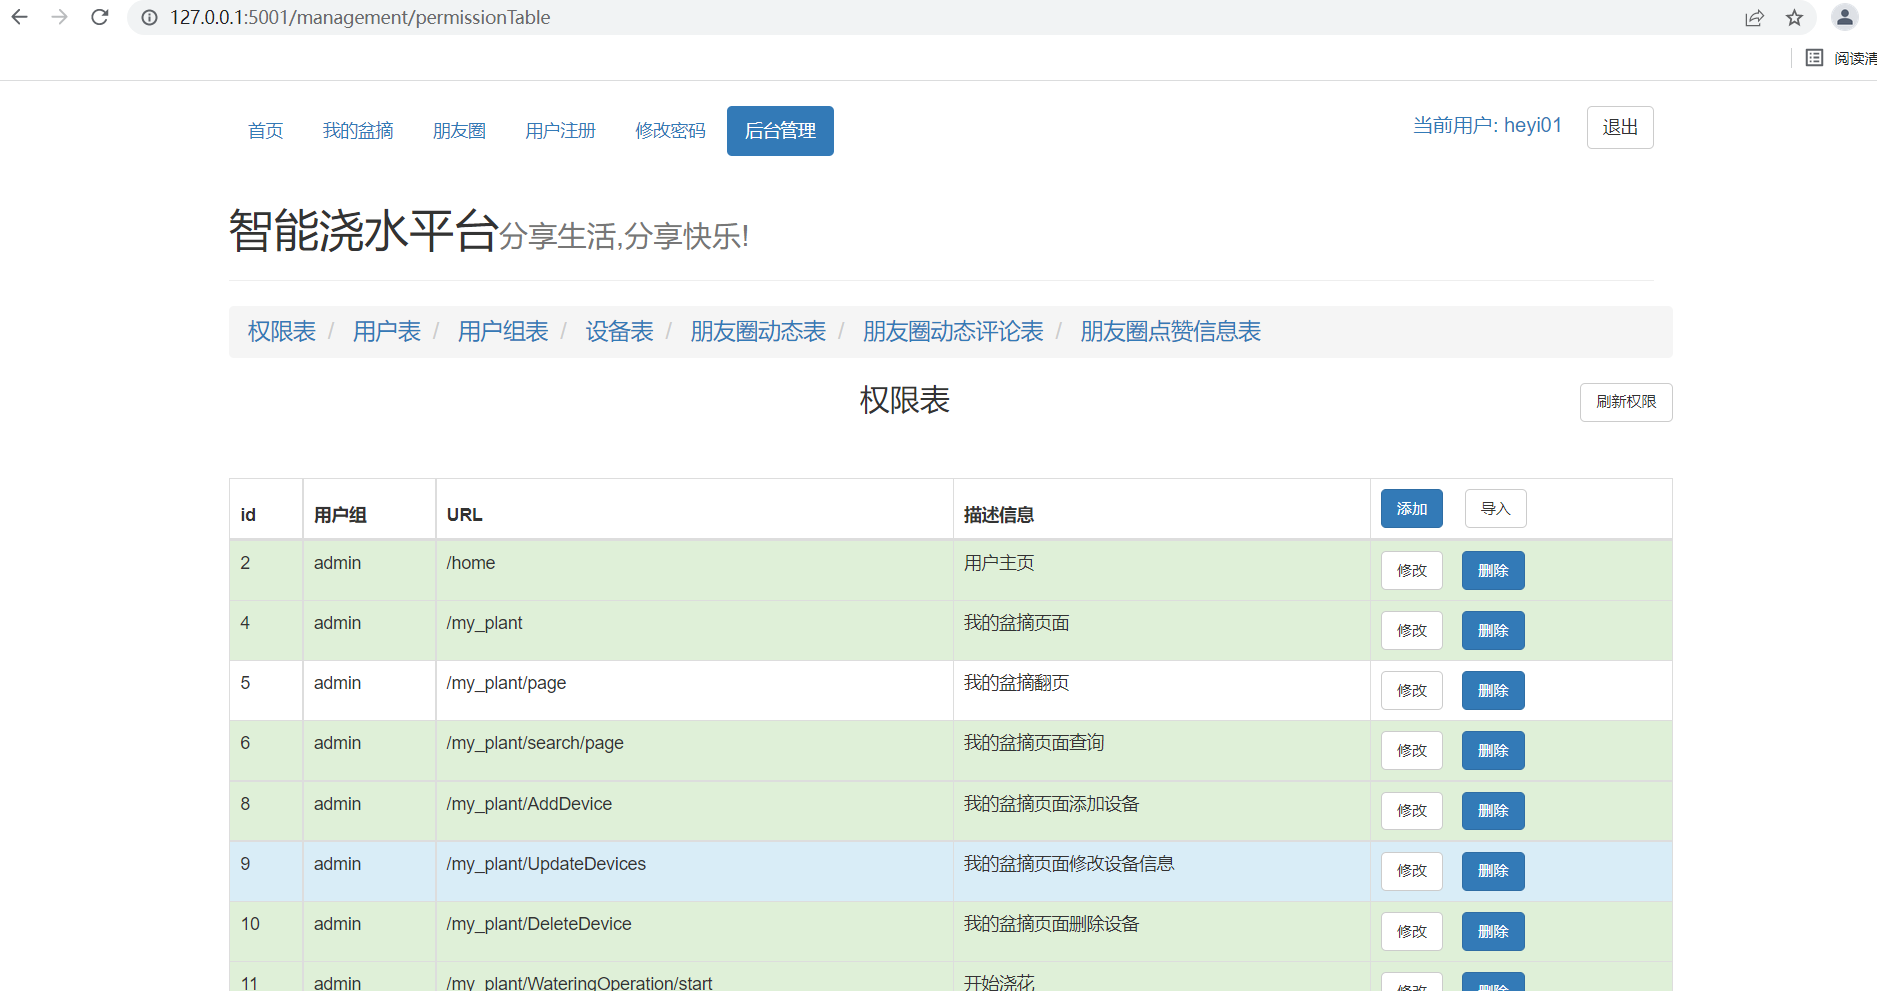 127.0.0.1:5001/management/permissionTable
阅读清
首页 我的盆摘 朋友圈 用户注册 修改密码 后台管理 当前用户: heyi01 退出
智能浇水平台分享生活,分享快乐!
权限表 / 用户表 / 用户组表 / 设备表 / 朋友圈动态表 / 朋友圈动态评论表 / 朋友圈点赞信息表
权限表 刷新权限
id 用户组 URL 描述信息 添加 导入
2 admin /home 用户主页 修改 删除
4 admin /my_plant 我的盆摘页面 修改 删除
5 admin /my_plant/page 我的盆摘翻页 修改 删除
6 admin /my_plant/search/page 我的盆摘页面查询 修改 删除
8 admin /my_plant/AddDevice 我的盆摘页面添加设备 修改 删除
9 admin /my_plant/UpdateDevices 我的盆摘页面修改设备信息 修改 删除
10 admin /my_plant/DeleteDevice 我的盆摘页面删除设备 修改 删除
11 admin /my_plant/WateringOperation/start 开始浇花 修改 删除